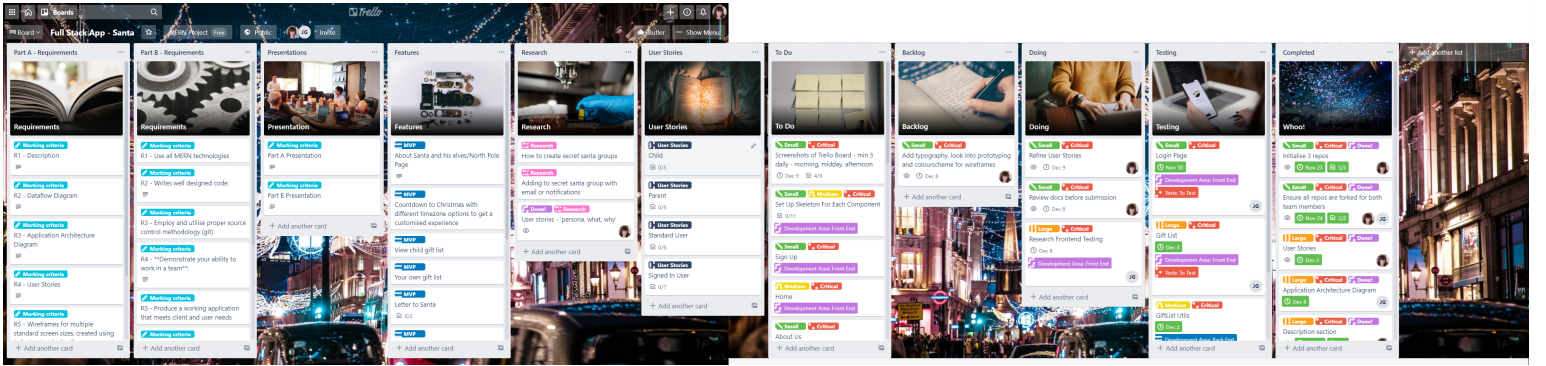 Boards
Trello
Board
Full Stack App - Santa
MERN Project
Free
Public
JG
Invite
Butler
Show Menu
Part A - Requirements
Requirements
Marking criteria
R1 - Description
Marking criteria
R2 - Dataflow Diagram
Marking criteria
R3 - Application Architecture
Diagram
Marking criteria
R4 - User Stories
Marking criteria
R5 - Wireframes for multiple
standard screen sizes, created using
+ Add another card
Part B - Requirements
Requirements
Marking criteria
R1 - Use all MERN technologies
Marking criteria
R2 - Writes well designed code:
Marking criteria
R3 - Employ and utilise proper source
control methodology (git)
Marking criteria
R4 - **Demonstrate your ability to
work in a team**:
Marking criteria
R5 - Produce a working application
that meets client and user needs
Marking criteria
+ Add another card
Presentations
Presentation
Marking criteria
Part A Presentation
Marking criteria
Part B Presentation
+ Add another card
Features
Features
MVP
About Santa and his elves/North Pole
Page
MVP
Countdown to Christmas with
different timezone options to get a
customised experience
MVP
View child gift list
MVP
Your own gift list
MVP
Letter to Santa
0/2
MVP
+ Add another card
Research
Research
Research
How to create secret santa groups
Research
Adding to secret santa group with
email or notifications
Done! Research
User stories - 'persona, what, why'
+ Add another card
User Stories
User Stories
User Stories
Child
0/3
User Stories
Parent
0/5
User Stories
Standard User
0/6
User Stories
Signed In User
0/7
+ Add another card
To Do
To Do
Small Critical
Screenshots of Trello Board - min 3
daily - morning, midday, afternoon
Dec 9 4/9
Small Medium Critical
Set Up Skeleton For Each Component
0/11
Development Area: Front End
Small Critical
Sign Up
Development Area: Front End
Medium Critical
Home
Development Area: Front End
Small Critical
About Us
+ Add another card
Backlog
Backlog
Small Critical
Add typography, look into prototyping
and colourscheme for wireframes
Dec 8
+ Add another card
Doing
Doing
Small Critical
Refine User Stories
Dec 9
Small Critical
Review docs before submission
Dec 8
Large Critical
Research Frontend Testing
Dec 8
Development Area: Front End
JG
+ Add another card
Testing
Testing
Small Critical
Login Page
Nov 30
Development Area: Front End
Tests: To Test
JG
Large Critical
Gift List
Dec 3
Development Area: Front End
Tests: To Test
JG
Medium Critical
GiftList Utils
Dec 2
Development Area: Back End
+ Add another card
Completed
Whoo!
Small Critical Done!
Initialise 3 repos
Nov 23 3/3
Small Critical Done!
Ensure all repos are forked for both
team members
Nov 24 2/2 JG
Large Critical Done!
User Stories
Dec 2
Large Critical Done!
Application Architecture Diagram
Dec 8 JG
Large Critical Done!
Description section
+ Add another card
+ Add another list